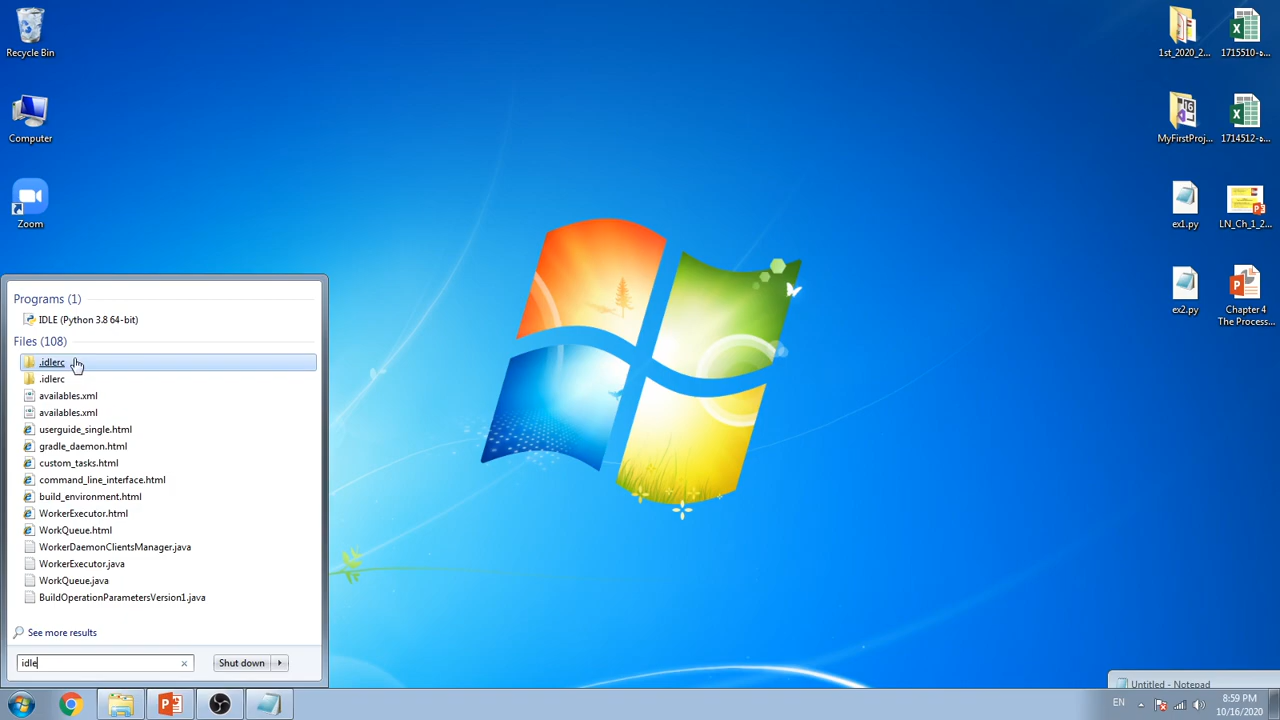 Recycle Bin
Computer
Zoom
1st_2020_2...
MyFirstProj...
ex1.py
ex2.py
LN_Ch_1_2...
Chapter 4
The Process...
Programs (1)
IDLE (Python 3.8 64-bit)
Files (108)
.idlerc
.idlerc
availables.xml
availables.xml
userguide_single.html
gradle_daemon.html
custom_tasks.html
command_line_interface.html
build_environment.html
WorkerExecutor.html
WorkQueue.html
WorkerDaemonClientsManager.java
WorkerExecutor.java
WorkQueue.java
BuildOperationParametersVersion1.java
See more results
idle
Shut down
Untitled - Notepad
EN
8:59 PM
10/16/2020